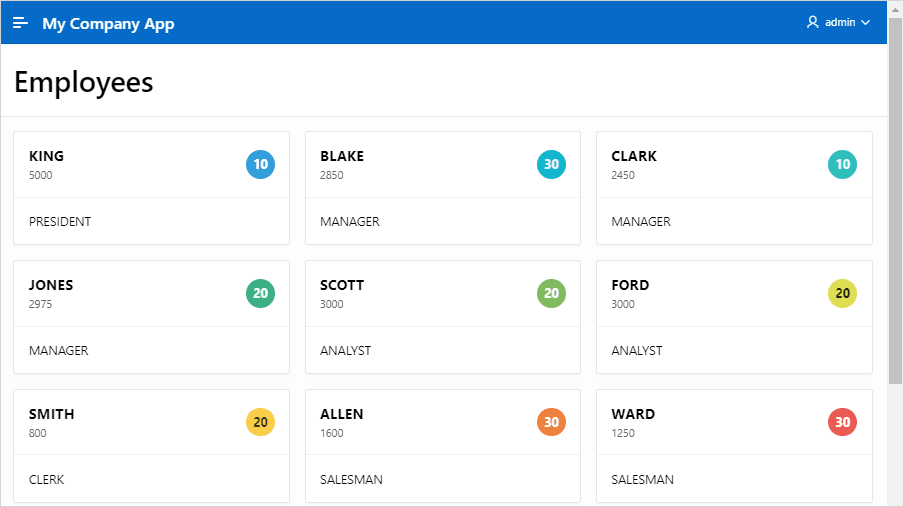 My Company App
admin
Employees
KING
5000
10
PRESIDENT
BLAKE
2850
30
MANAGER
CLARK
2450
10
MANAGER
JONES
2975
20
MANAGER
SCOTT
3000
20
ANALYST
FORD
3000
20
ANALYST
SMITH
800
20
CLERK
ALLEN
1600
30
SALESMAN
WARD
1250
30
SALESMAN